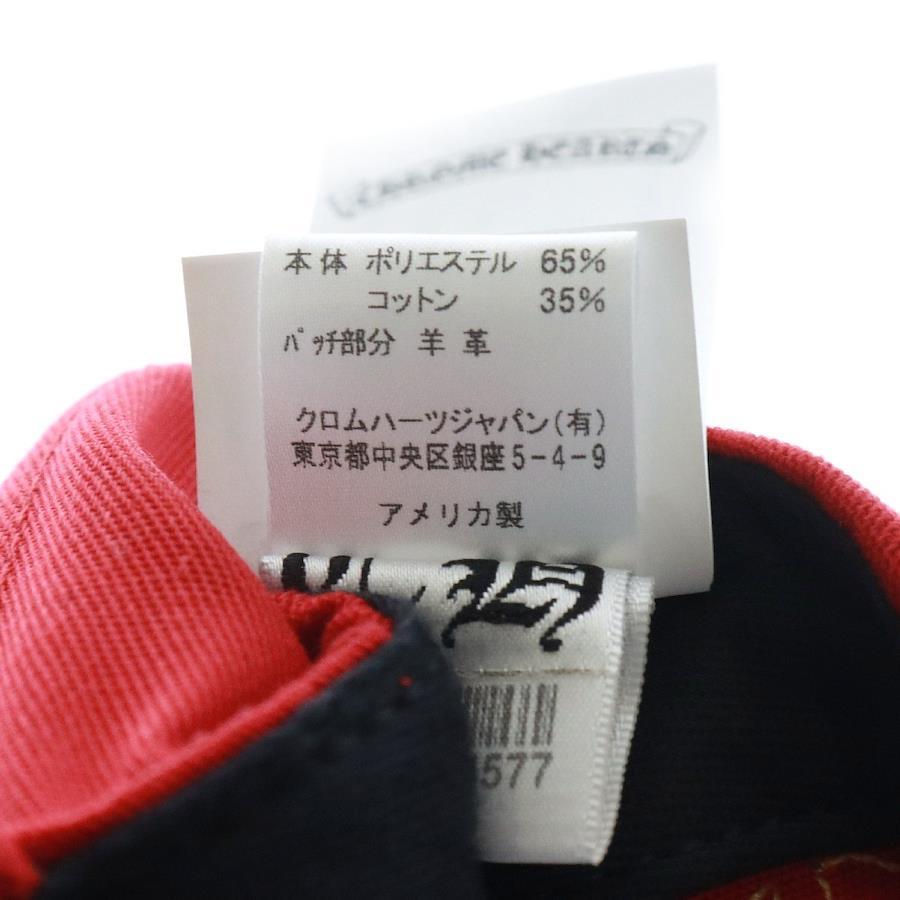 chrome hearts
本体 ポリエステル 65%
コットン 35%
パッチ部分 羊革
クロムハーツジャパン(有)
東京都中央区銀座5-4-9
アメリカ製
577